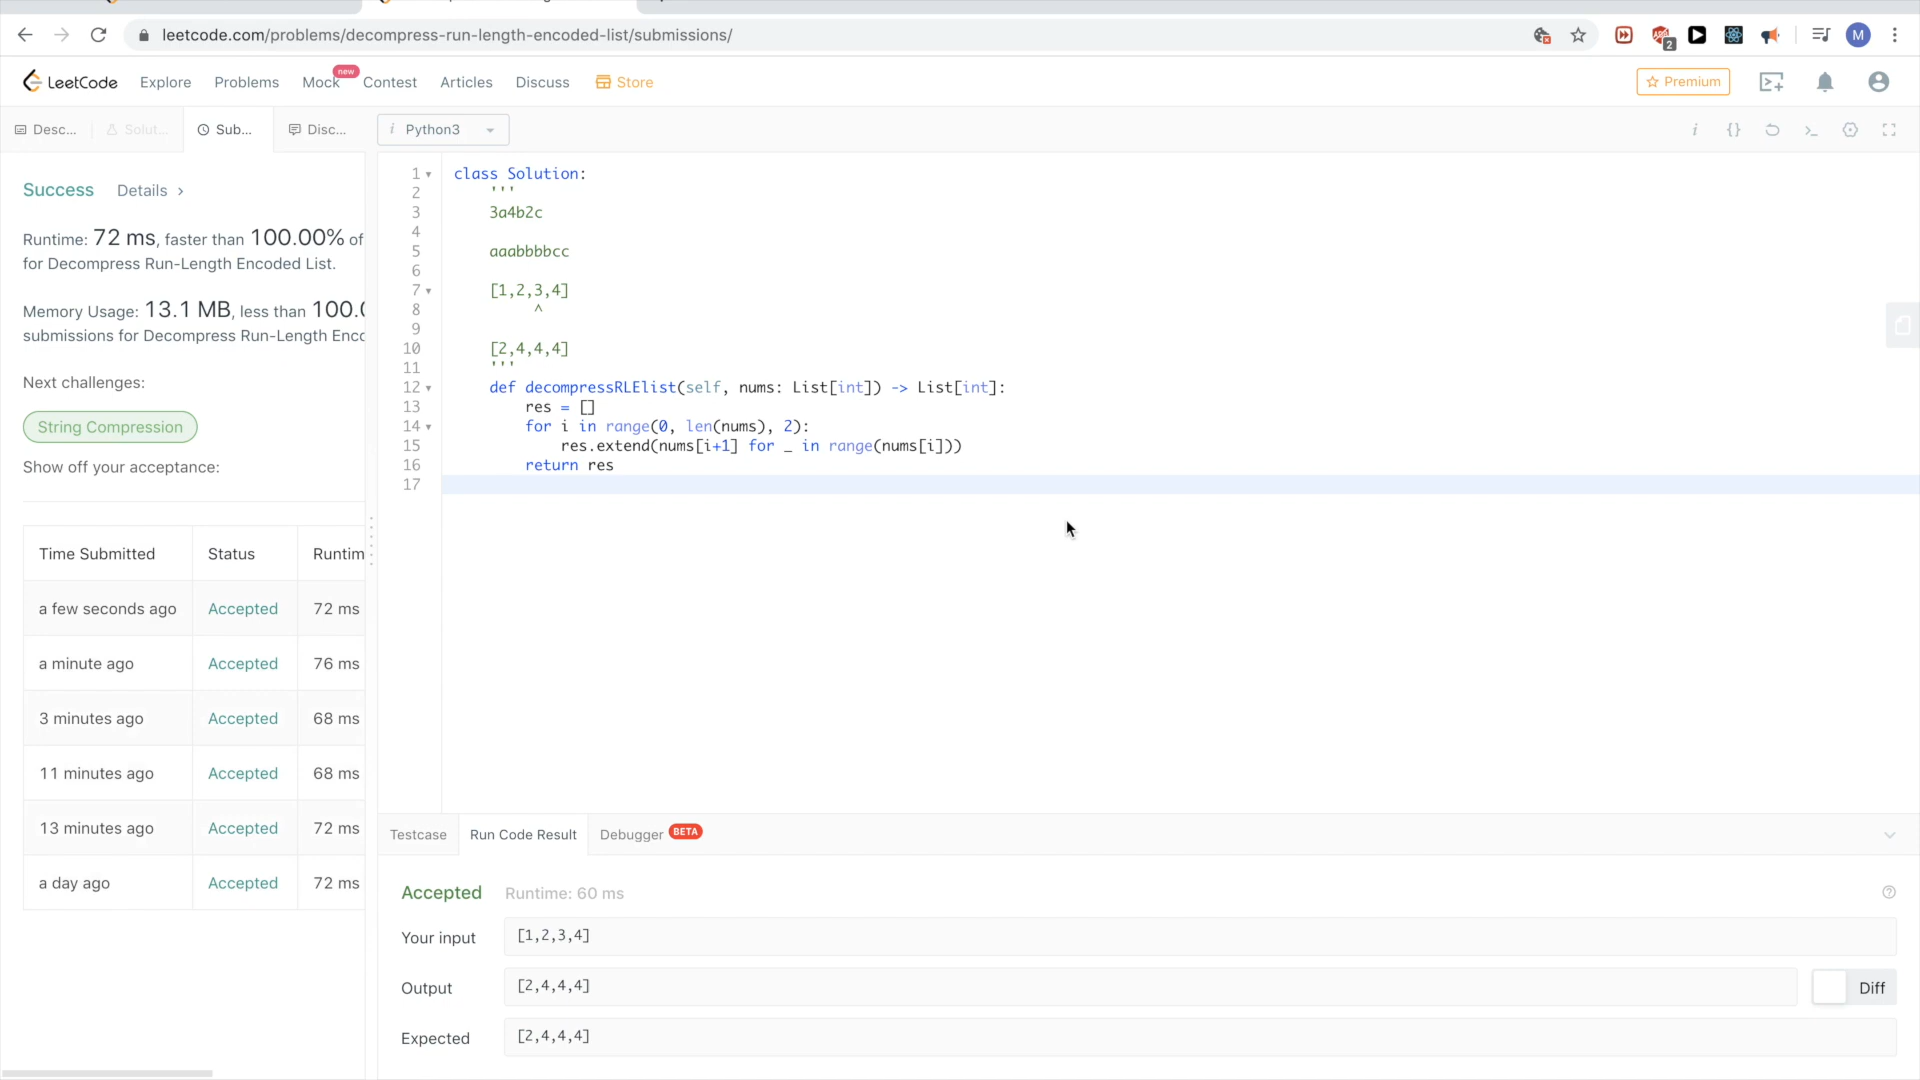 leetcode.com/problems/decompress-run-length-encoded-list/submissions/
2
M
LeetCode
Explore
Problems
Mock
new
Contest
Articles
Discuss
Store
Premium
Desc...
Solut...
Sub...
Disc...
i Python3
Success Details >
Runtime: 72 ms, faster than 100.00% of
for Decompress Run-Length Encoded List.
Memory Usage: 13.1 MB, less than 100.0
submissions for Decompress Run-Length Enco
Next challenges:
String Compression
Show off your acceptance:
Time Submitted Status Runtim
a few seconds ago Accepted 72 ms
a minute ago Accepted 76 ms
3 minutes ago Accepted 68 ms
11 minutes ago Accepted 68 ms
13 minutes ago Accepted 72 ms
a day ago Accepted 72 ms
1 class Solution:
2 '''
3 3a4b2c
4
5 aaabbbbcc
6
7 [1,2,3,4]
8 ^
9
10 [2,4,4,4]
11 '''
12 def decompressRLElist(self, nums: List[int]) -> List[int]:
13 res = []
14 for i in range(0, len(nums), 2):
15 res.extend(nums[i+1] for _ in range(nums[i]))
16 return res
17
Testcase
Run Code Result
Debugger BETA
Accepted Runtime: 60 ms
Your input [1,2,3,4]
Output [2,4,4,4]
Diff
Expected [2,4,4,4]